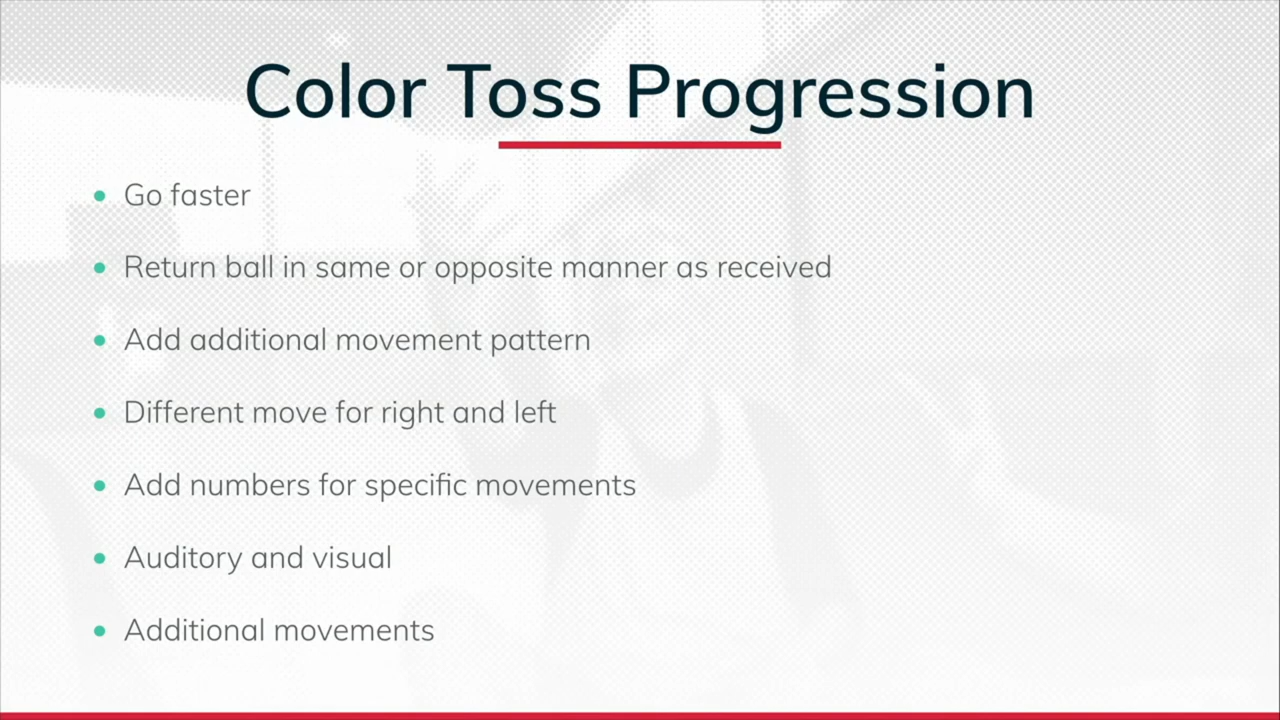 Color Toss Progression
Go faster
Return ball in same or opposite manner as received
Add additional movement pattern
Different move for right and left
Add numbers for specific movements
Auditory and visual
Additional movements